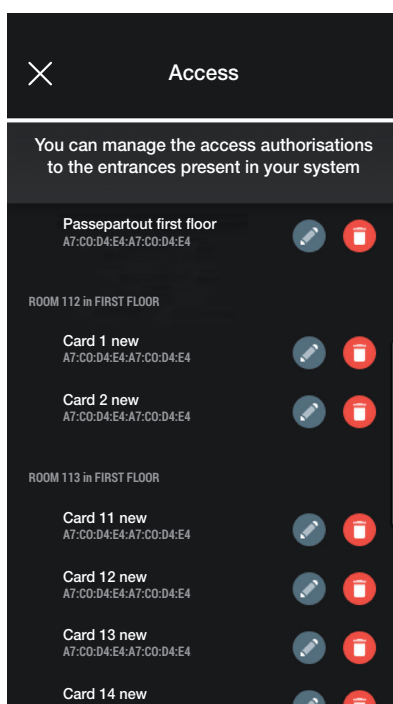 Access
You can manage the access authorisations
to the entrances present in your system
Passepartout first floor
A7:C0:D4:E4:A7:C0:D4:E4
ROOM 112 in FIRST FLOOR
Card 1 new
A7:C0:D4:E4:A7:C0:D4:E4
Card 2 new
A7:C0:D4:E4:A7:C0:D4:E4
ROOM 113 in FIRST FLOOR
Card 11 new
A7:C0:D4:E4:A7:C0:D4:E4
Card 12 new
A7:C0:D4:E4:A7:C0:D4:E4
Card 13 new
A7:C0:D4:E4:A7:C0:D4:E4
Card 14 new